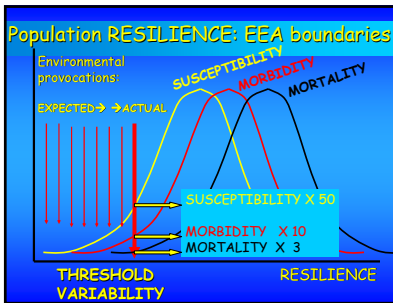 Population RESILIENCE: EEA boundaries
Environmental
provocations:
EXPECTED→ →ACTUAL
SUSCEPTIBILITY
MORBIDITY
MORTALITY
SUSCEPTIBILITY X 50
MORBIDITY X 10
MORTALITY X 3
THRESHOLD
VARIABILITY
RESILIENCE